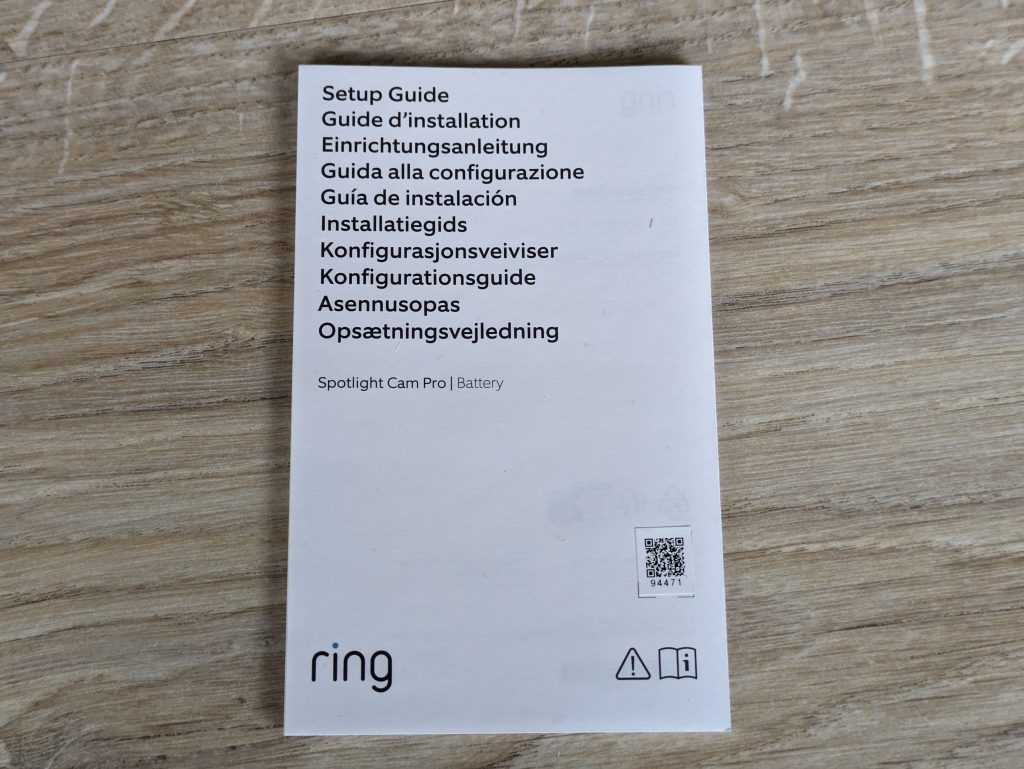 Setup Guide
Guide d’installation
Einrichtungsanleitung
Guida alla configurazione
Guía de instalación
Installatiegids
Konfigurasjonsveiviser
Konfigurationsguide
Asennusopas
Opsætningsvejledning
Spotlight Cam Pro | Battery
94471
ring